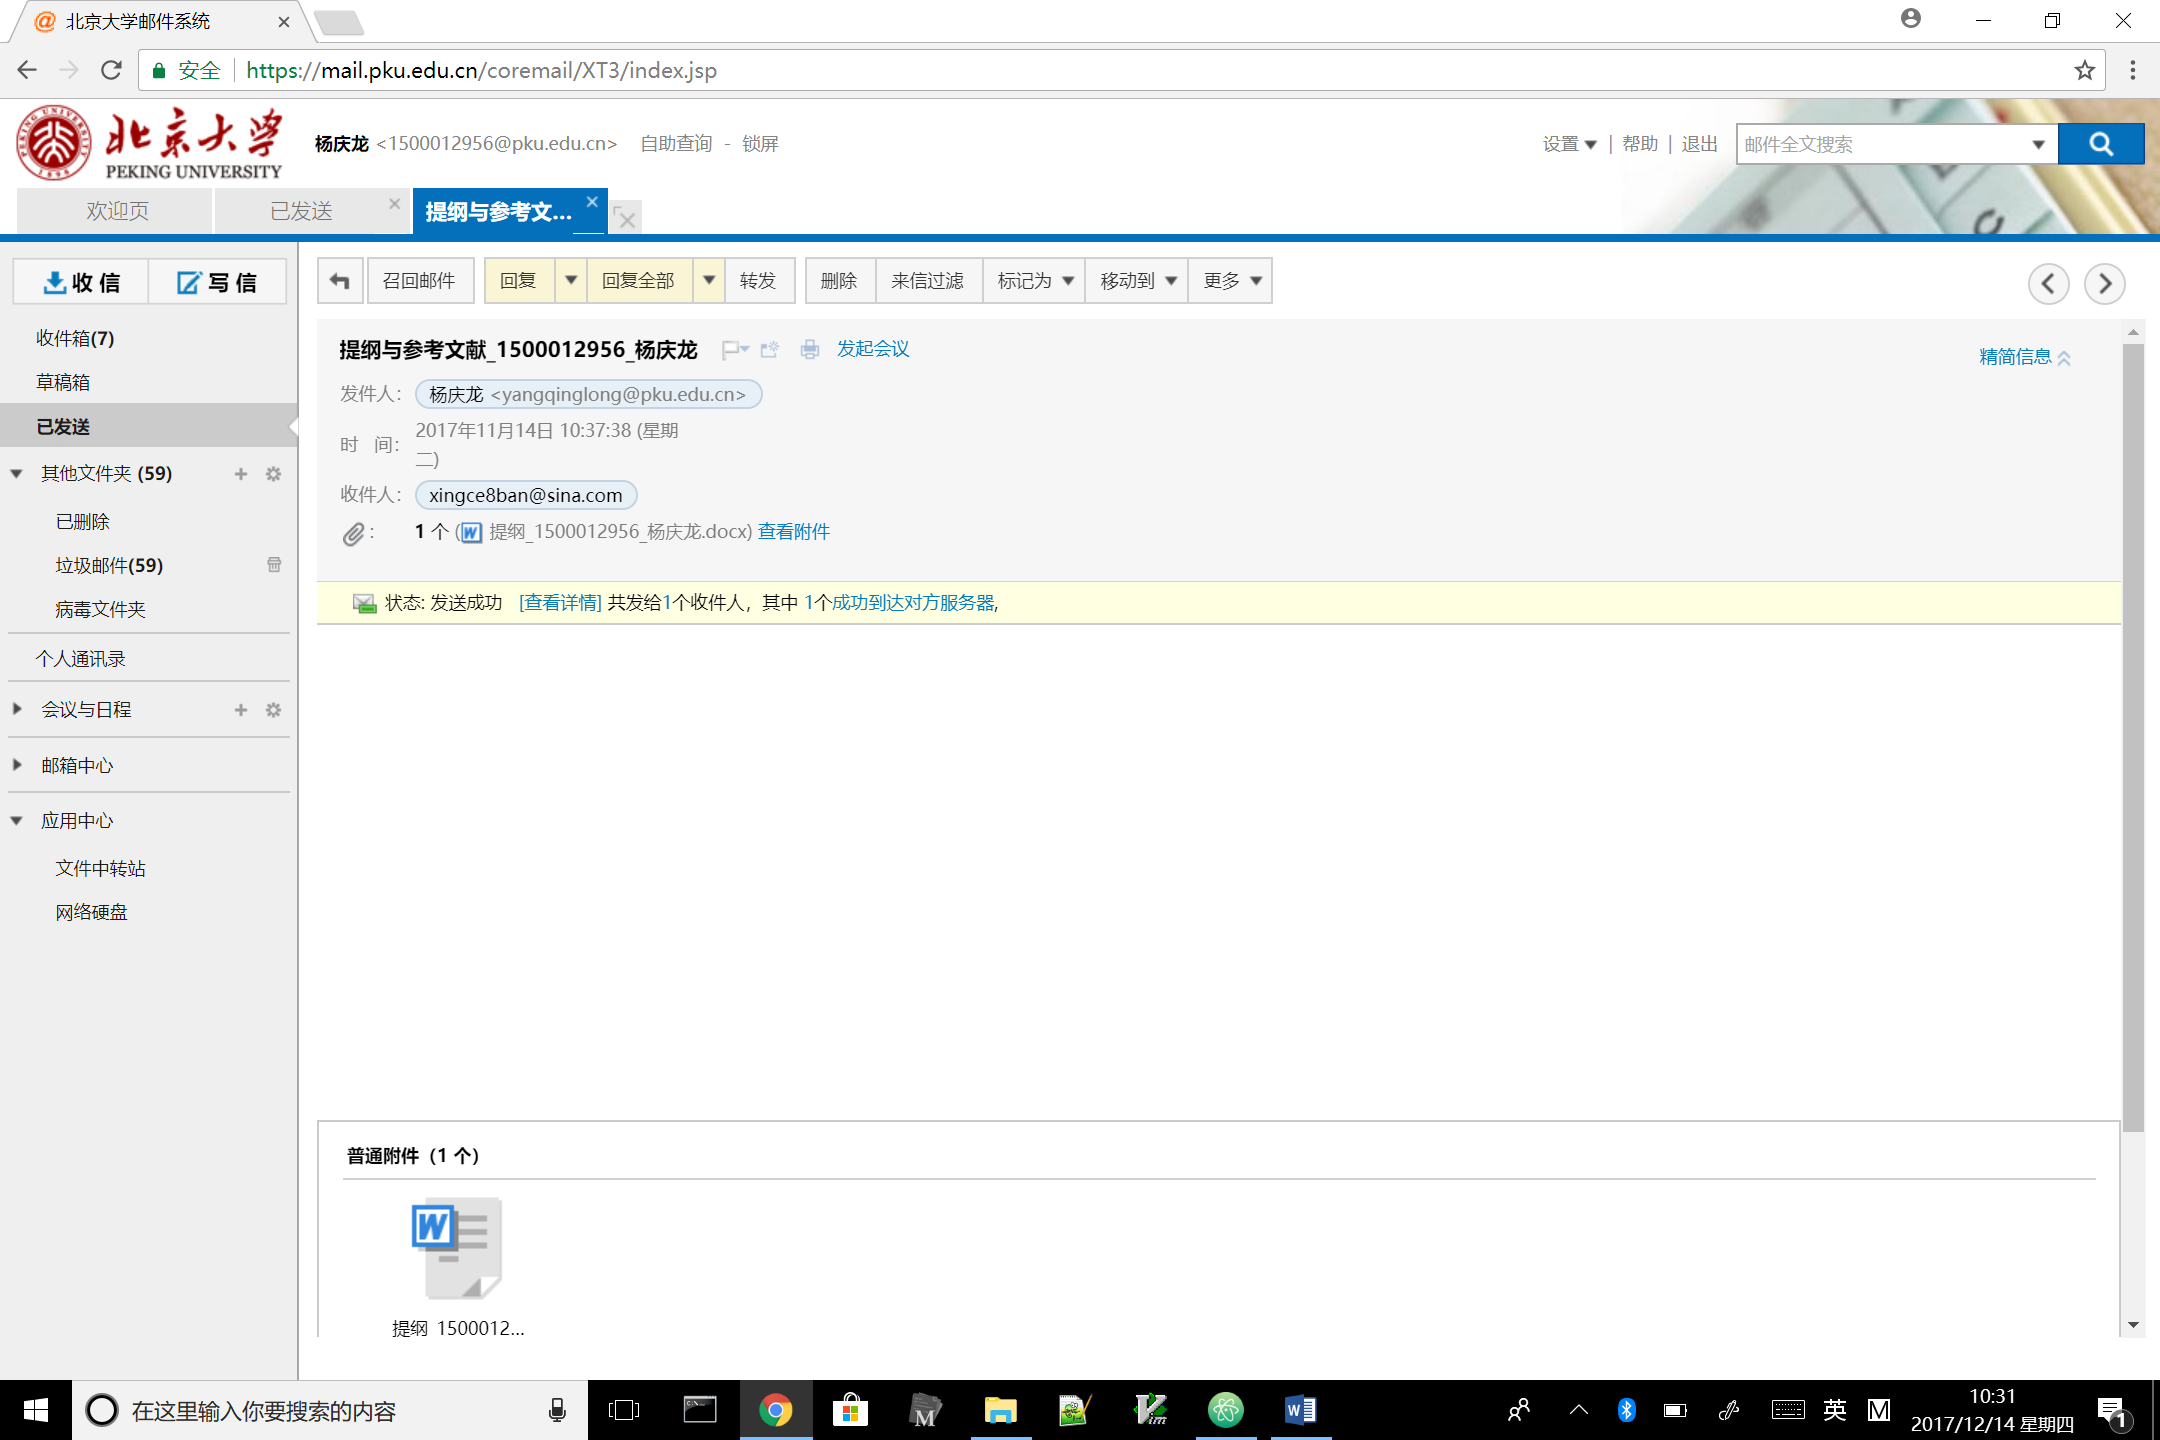 北京大学邮件系统
安全 https://mail.pku.edu.cn/coremail/XT3/index.jsp
北京大学
PEKING UNIVERSITY
PEKING UNIVERSITY
1898
杨庆龙 <1500012956@pku.edu.cn> 自助查询 - 锁屏
设置 | 帮助 | 退出
邮件全文搜索
欢迎页
已发送
提纲与参考文...
收信
写信
召回邮件
回复
回复全部
转发
删除
来信过滤
标记为
移动到
更多
收件箱(7)
草稿箱
已发送
其他文件夹 (59)
已删除
垃圾邮件(59)
病毒文件夹
个人通讯录
会议与日程
邮箱中心
应用中心
文件中转站
网络硬盘
提纲与参考文献_1500012956_杨庆龙
发起会议
精简信息
发件人： 杨庆龙 <yangqinglong@pku.edu.cn>
时 间： 2017年11月14日 10:37:38 (星期
二)
收件人： xingce8ban@sina.com
： 1 个 (提纲_1500012956_杨庆龙.docx) 查看附件
状态: 发送成功 [查看详情] 共发给1个收件人，其中 1个成功到达对方服务器,
普通附件（1 个）
W
提纲 1500012...
在这里输入你要搜索的内容
英
M
10:31
2017/12/14 星期四
1